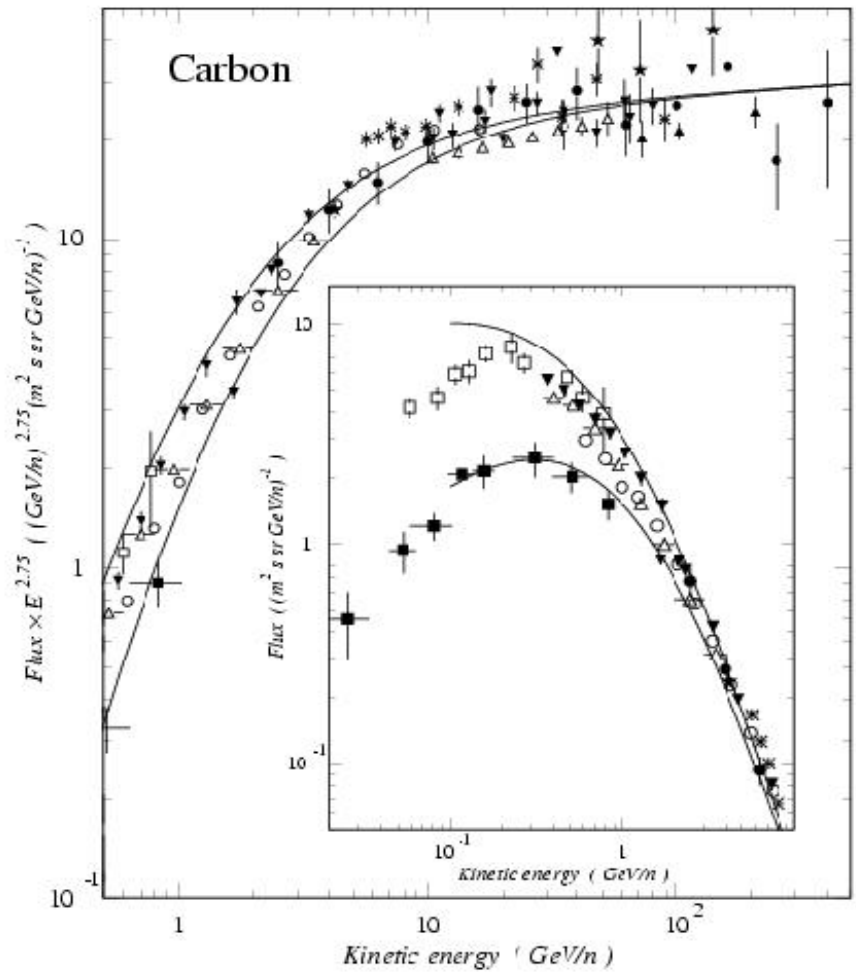 Carbon
Flux × E^2.75 ( (GeV/n)^2.75 (m^2 s sr GeV/n)^-1
10
1
10^-1
1
10
10^2
Kinetic energy ( GeV/n )
Flux ( (m^2 s sr GeV/n)^-1
10
1
10^-1
10^-1
1
Kinetic energy ( GeV/n )